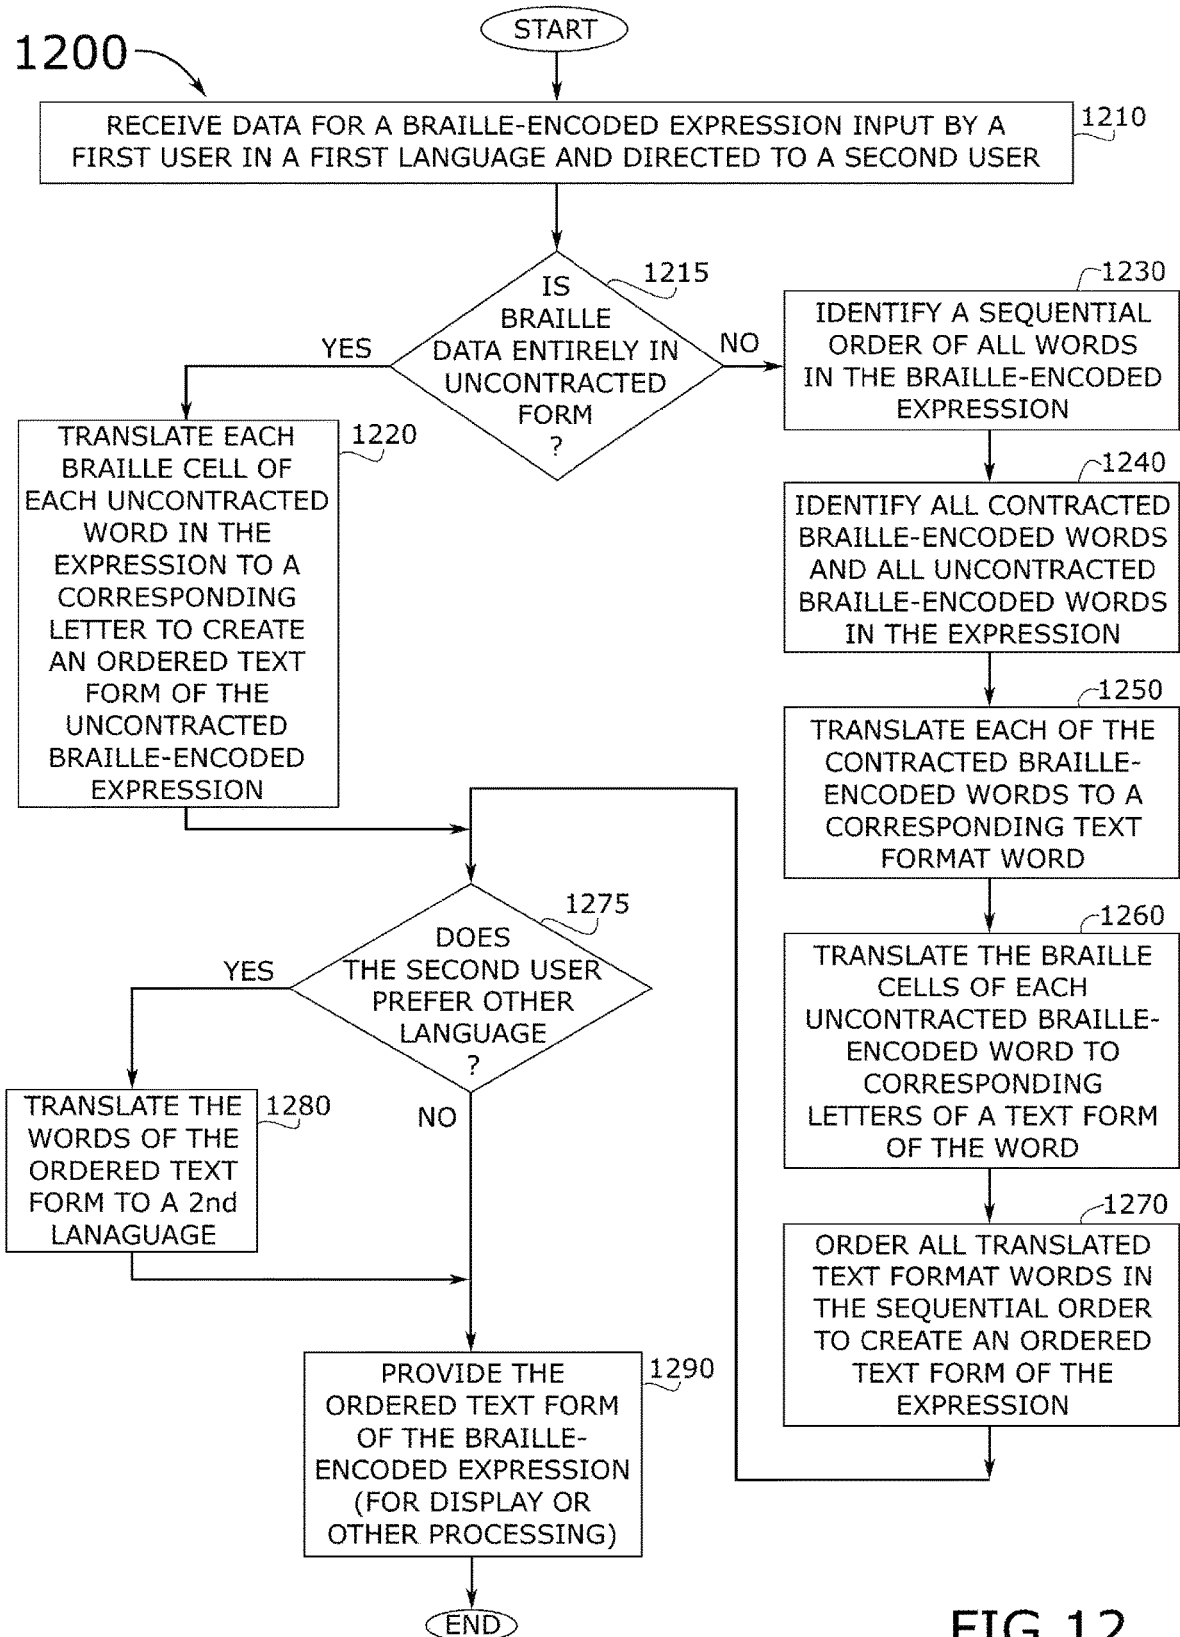 START
1200
RECEIVE DATA FOR A BRAILLE-ENCODED EXPRESSION INPUT BY A
FIRST USER IN A FIRST LANGUAGE AND DIRECTED TO A SECOND USER
1210
IS
BRAILLE
DATA ENTIRELY IN
UNCONTRACTED
FORM
?
1215
YES
NO
TRANSLATE EACH
BRAILLE CELL OF
EACH UNCONTRACTED
WORD IN THE
EXPRESSION TO A
CORRESPONDING
LETTER TO CREATE
AN ORDERED TEXT
FORM OF THE
UNCONTRACTED
BRAILLE-ENCODED
EXPRESSION
1220
1230
IDENTIFY A SEQUENTIAL
ORDER OF ALL WORDS
IN THE BRAILLE-ENCODED
EXPRESSION
1240
IDENTIFY ALL CONTRACTED
BRAILLE-ENCODED WORDS
AND ALL UNCONTRACTED
BRAILLE-ENCODED WORDS
IN THE EXPRESSION
1250
TRANSLATE EACH OF THE
CONTRACTED BRAILLE-
ENCODED WORDS TO A
CORRESPONDING TEXT
FORMAT WORD
1260
TRANSLATE THE BRAILLE
CELLS OF EACH
UNCONTRACTED BRAILLE-
ENCODED WORD TO
CORRESPONDING
LETTERS OF A TEXT FORM
OF THE WORD
1270
ORDER ALL TRANSLATED
TEXT FORMAT WORDS IN
THE SEQUENTIAL ORDER
TO CREATE AN ORDERED
TEXT FORM OF THE
EXPRESSION
1275
DOES
THE SECOND USER
PREFER OTHER
LANGUAGE
?
YES
NO
TRANSLATE THE
WORDS OF THE
ORDERED TEXT
FORM TO A 2nd
LANAGUAGE
1280
PROVIDE THE
ORDERED TEXT FORM
OF THE BRAILLE-
ENCODED EXPRESSION
(FOR DISPLAY OR
OTHER PROCESSING)
1290
END
FIG 12